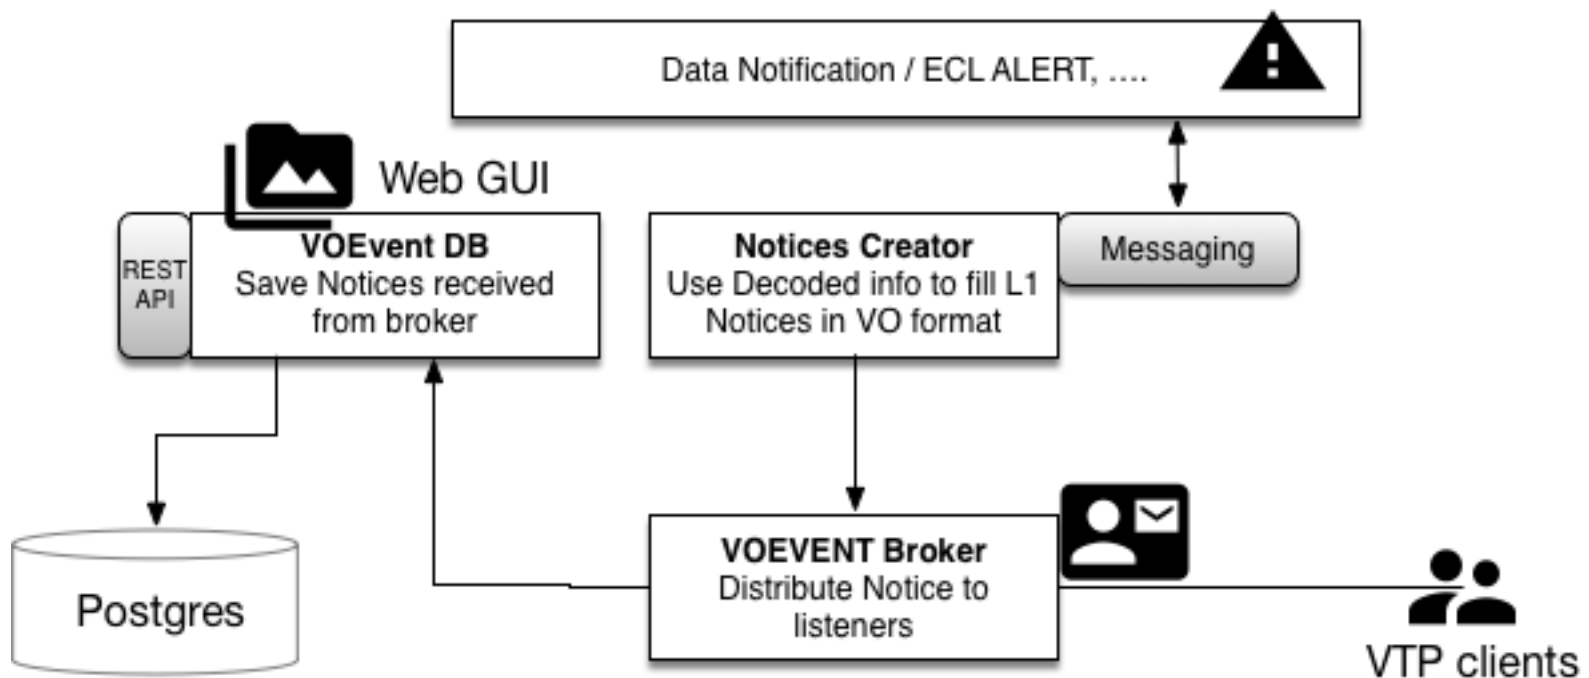 Data Notification / ECL ALERT, ....
Web GUI
REST
API
VOEvent DB
Save Notices received
from broker
Notices Creator
Use Decoded info to fill L1
Notices in VO format
Messaging
VOEVENT Broker
Distribute Notice to
listeners
Postgres
VTP clients